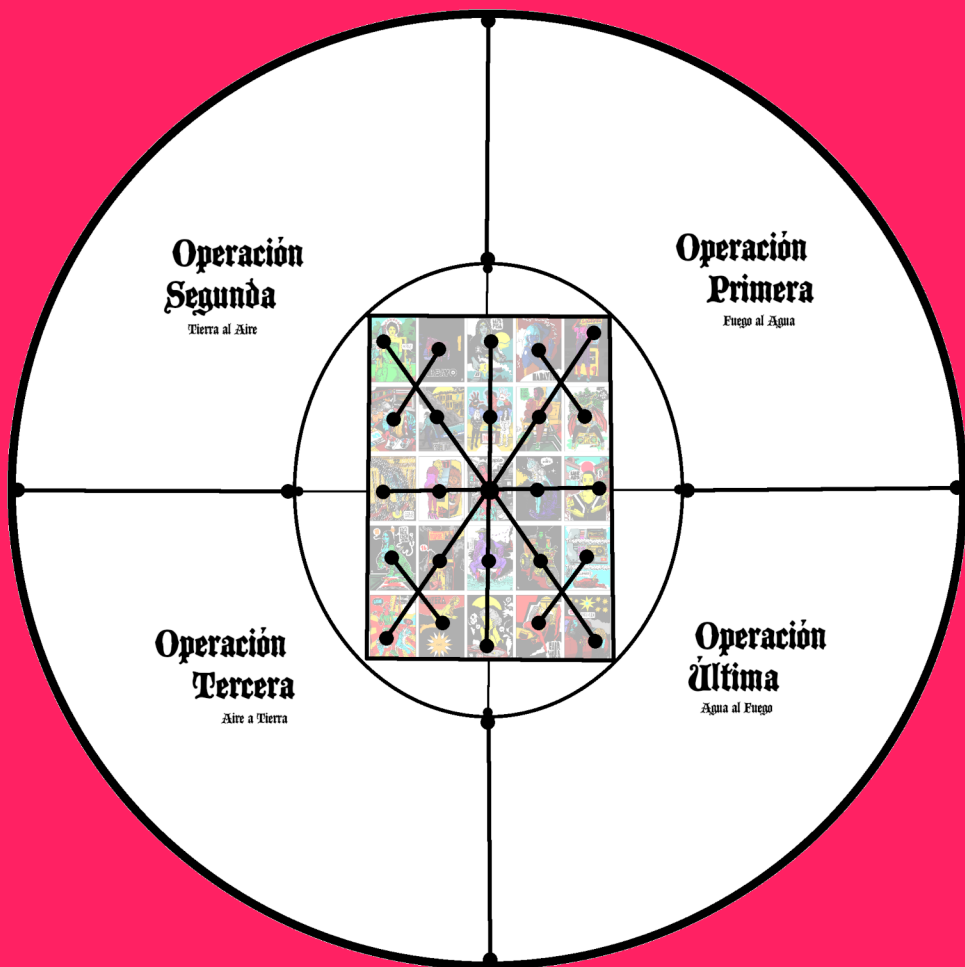 Operación
Segunda
Tierra al Aire
Operación
Primera
Fuego al Agua
Operación
Tercera
Aire a Tierra
Operación
Última
Agua al Fuego